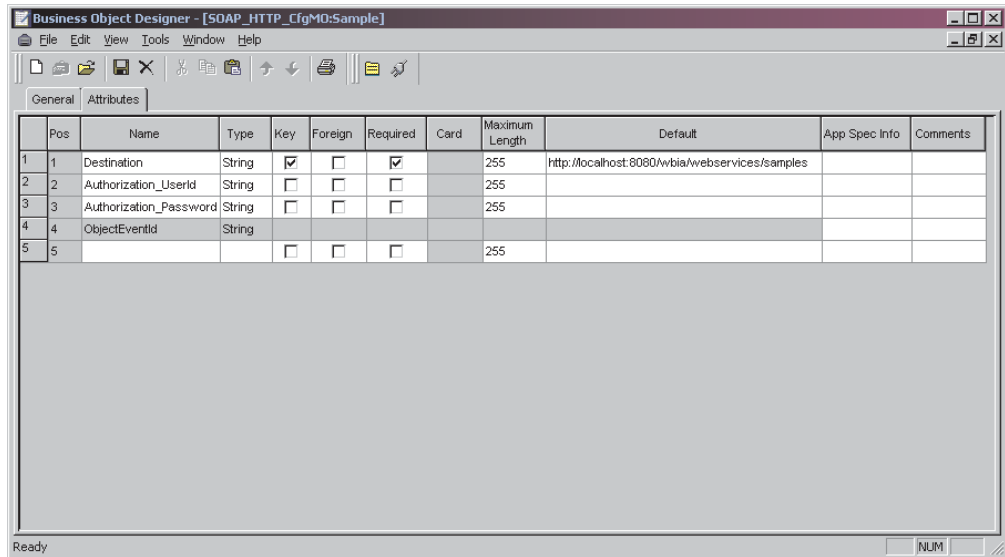 Business Object Designer - [SOAP_HTTP_CfgMO:Sample]
File Edit View Tools Window Help
General Attributes
Pos Name Type Key Foreign Required Card Maximum Length Default App Spec Info Comments
1 1 Destination String 255 http://localhost:8080/wbia/webservices/samples
2 2 Authorization_UserId String 255
3 3 Authorization_Password String 255
4 4 ObjectEventId String
5 5 255
Ready NUM